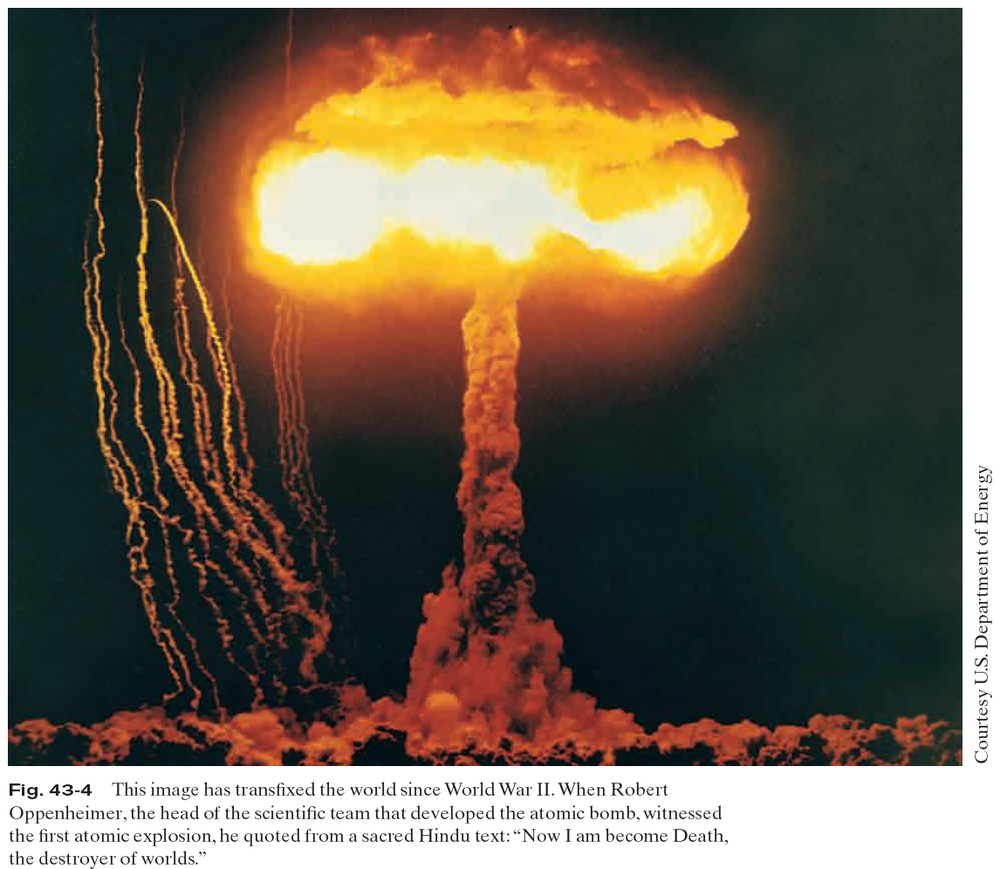 Courtesy U.S. Department of Energy
Fig. 43-4 This image has transfixed the world since World War II. When Robert
Oppenheimer, the head of the scientific team that developed the atomic bomb, witnessed
the first atomic explosion, he quoted from a sacred Hindu text: “Now I am become Death,
the destroyer of worlds.”